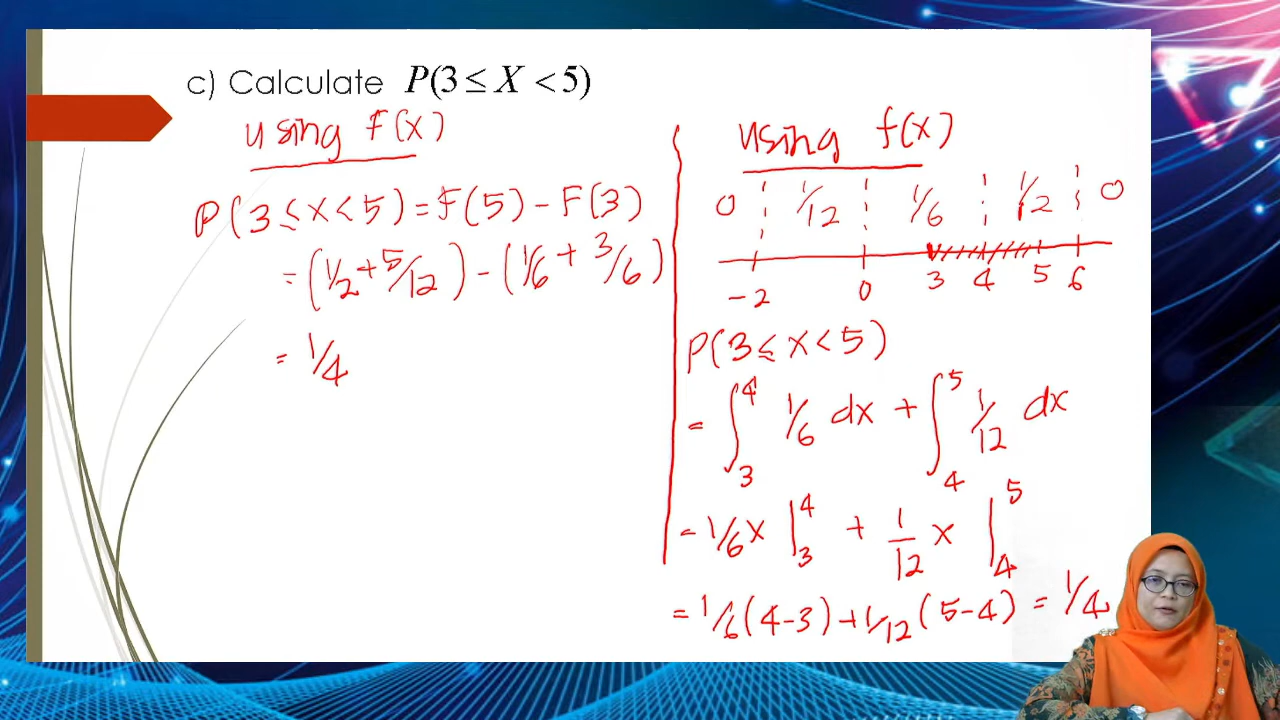 c) Calculate P(3 ≤ X < 5)
using F(x)
P(3 ≤ x < 5) = F(5) - F(3)
= (1/2 + 5/12) - (1/6 + 3/6)
= 1/4
using f(x)
0 1/12 1/6 1/12 0
-2 0 3 4 5 6
P(3 ≤ x < 5)
= ∫₃⁴ 1/6 dx + ∫₄⁵ 1/12 dx
= 1/6 x |₃⁴ + 1/12 x |₄⁵
= 1/6 (4-3) + 1/12 (5-4) = 1/4